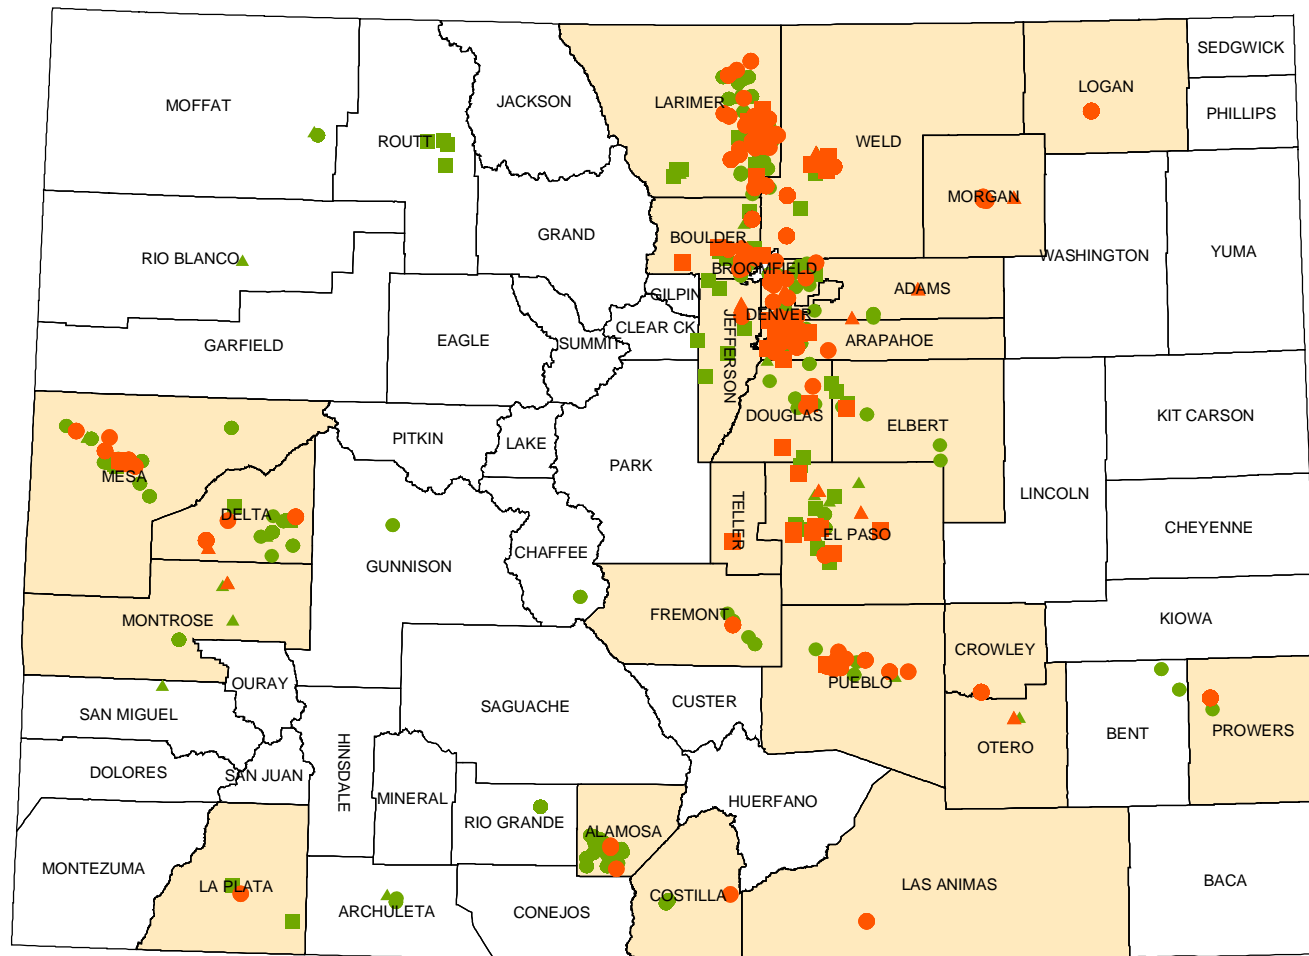 SEDGWICK
LOGAN
MOFFAT
JACKSON
LARIMER
PHILLIPS
ROUTT
WELD
MORGAN
GRAND
BOULDER
RIO BLANCO
WASHINGTON
YUMA
BROOMFIELD
GILPIN
ADAMS
DENVER
CLEAR CK
JEFFERSON
GARFIELD
EAGLE
SUMMIT
ARAPAHOE
DOUGLAS
KIT CARSON
ELBERT
PITKIN
LAKE
PARK
MESA
LINCOLN
DELTA
TELLER
EL PASO
CHEYENNE
CHAFFEE
GUNNISON
MONTROSE
FREMONT
KIOWA
CROWLEY
OURAY
PUEBLO
CUSTER
SAGUACHE
SAN MIGUEL
PROWERS
BENT
OTERO
DOLORES
SAN JUAN
HINSDALE
MINERAL
HUERFANO
RIO GRANDE
ALAMOSA
MONTEZUMA
LA PLATA
COSTILLA
LAS ANIMAS
BACA
ARCHULETA
CONEJOS